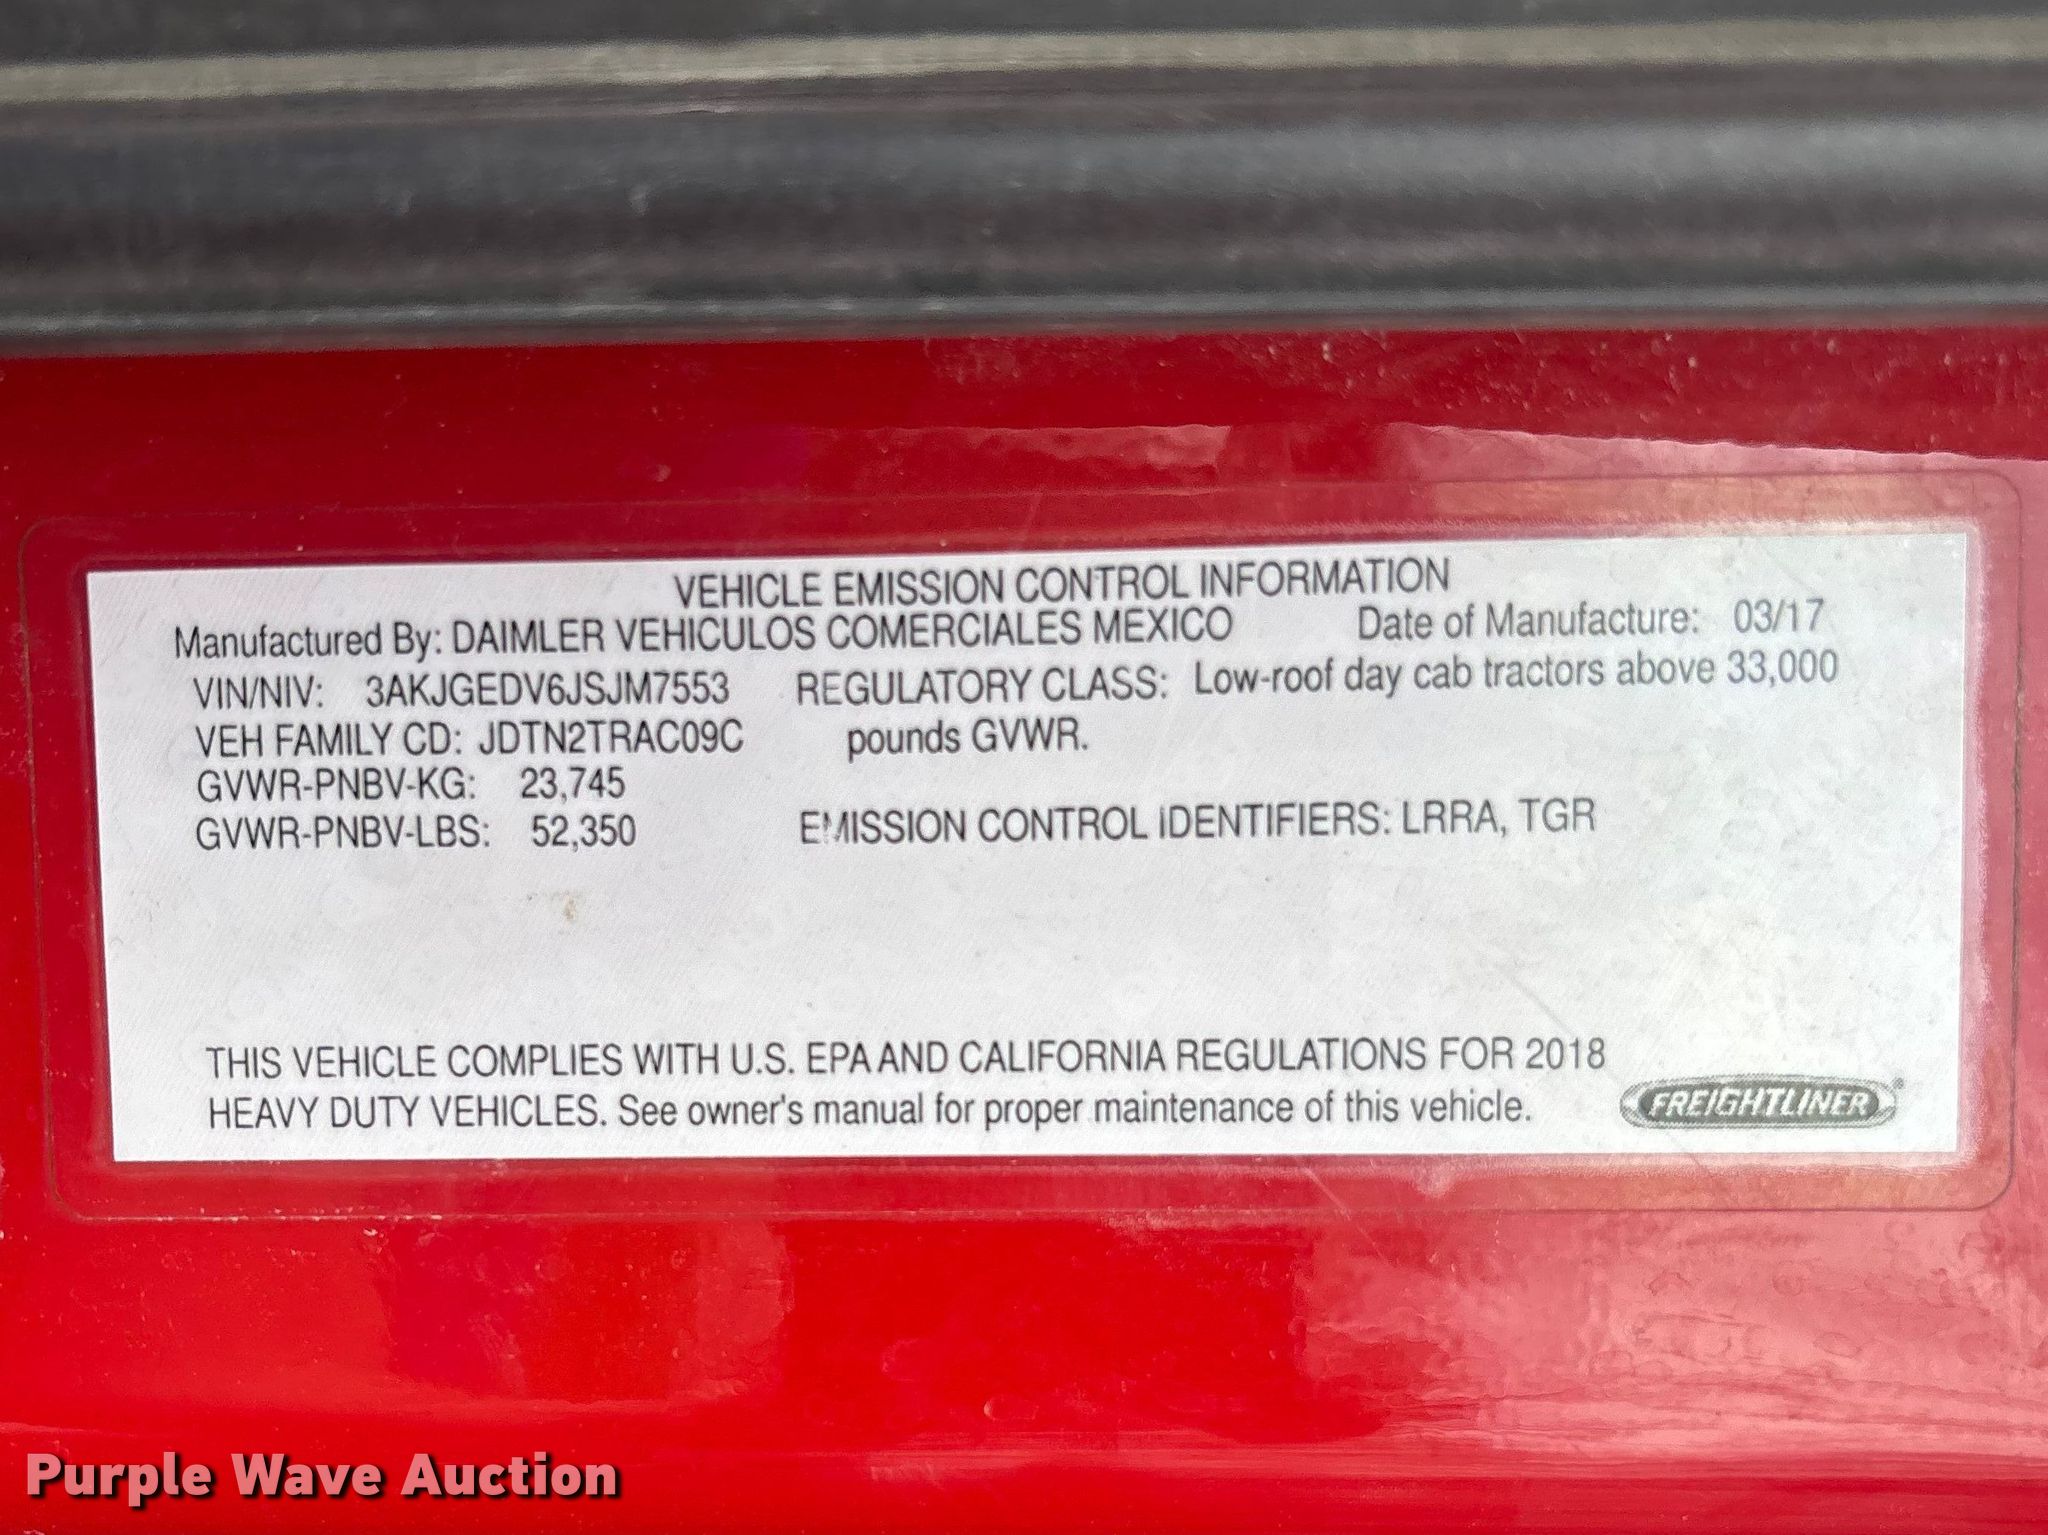 VEHICLE EMISSION CONTROL INFORMATION
Manufactured By: DAIMLER VEHICULOS COMERCIALES MEXICO Date of Manufacture: 03/17
VIN/NIV: 3AKJGEDV6JSJM7553 REGULATORY CLASS: Low-roof day cab tractors above 33,000
VEH FAMILY CD: JDTN2TRAC09C pounds GVWR.
GVWR-PNBV-KG: 23,745
GVWR-PNBV-LBS: 52,350 EMISSION CONTROL IDENTIFIERS: LRRA, TGR
THIS VEHICLE COMPLIES WITH U.S. EPA AND CALIFORNIA REGULATIONS FOR 2018
HEAVY DUTY VEHICLES. See owner's manual for proper maintenance of this vehicle.
FREIGHTLINER®
Purple Wave Auction